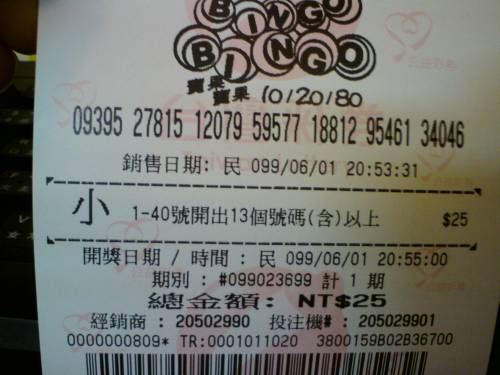 BINGO
BINGO
賓果
賓果 10/20/80
09395 27815 12079 59577 18812 95461 34046
銷售日期: 民 099/06/01 20:53:31
小 1-40號開出13個號碼(含)以上 $25
開獎日期 / 時間 : 民 099/06/01 20:55:00
期別 : #099023699 計 1 期
總金額: NT$25
經銷商 : 20502990 投注機# : 205029901
0000000809* TR:0001011020 3800159B02B36700